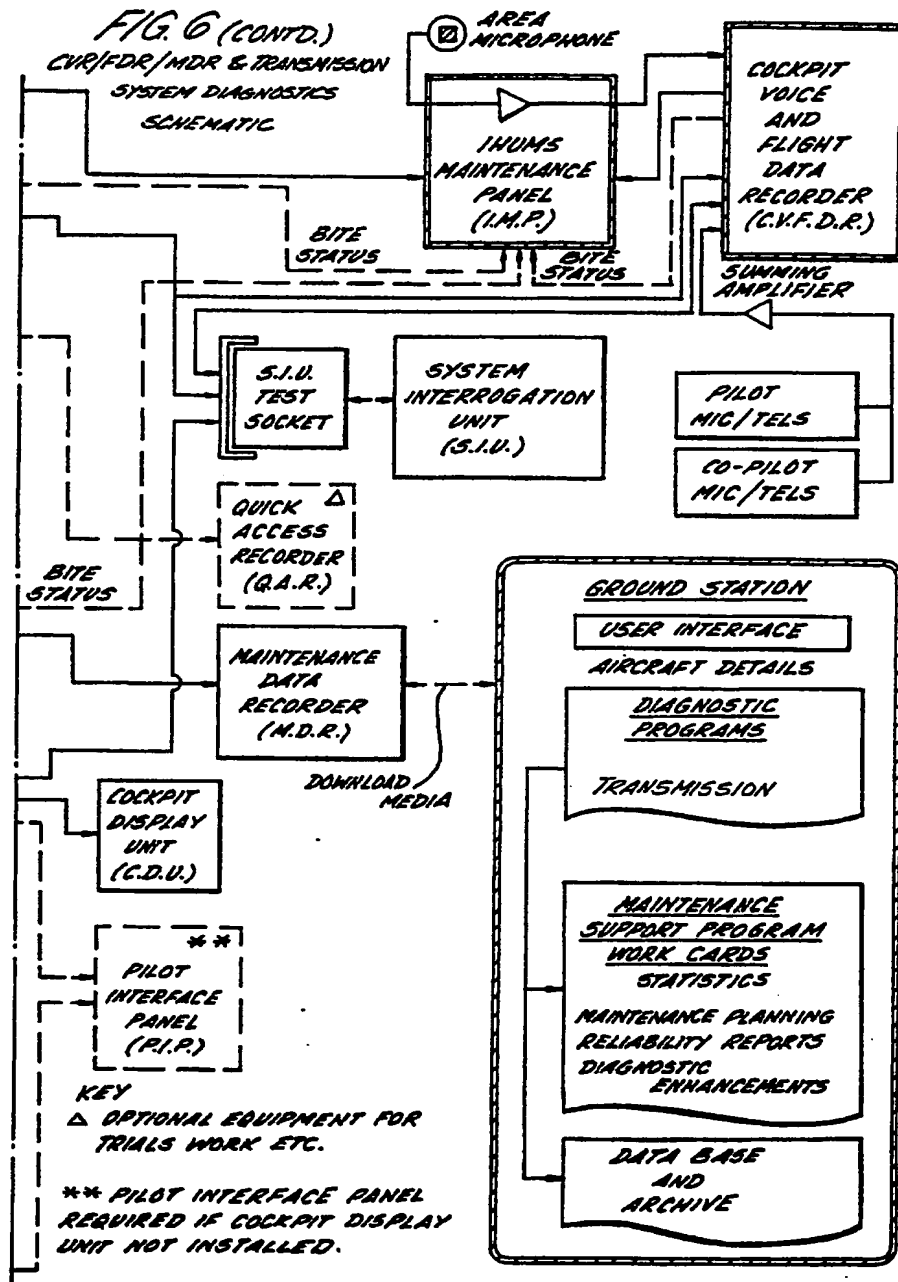 FIG. 6 (CONTD.)
CVR/FDR/MDR & TRANSMISSION
SYSTEM DIAGNOSTICS
SCHEMATIC
AREA
MICROPHONE
IHUMS
MAINTENANCE
PANEL
(I.M.P.)
COCKPIT
VOICE
AND
FLIGHT
DATA
RECORDER
(C.V.F.D.R.)
BITE
STATUS
BITE
STATUS
SUMMING
AMPLIFIER
S.I.U.
TEST
SOCKET
SYSTEM
INTERROGATION
UNIT
(S.I.U.)
PILOT
MIC/TELS
CO-PILOT
MIC/TELS
QUICK Δ
ACCESS
RECORDER
(Q.A.R.)
BITE
STATUS
MAINTENANCE
DATA
RECORDER
(M.D.R.)
DOWNLOAD
MEDIA
COCKPIT
DISPLAY
UNIT
(C.D.U.)
**
PILOT
INTERFACE
PANEL
(P.I.P.)
GROUND STATION
USER INTERFACE
AIRCRAFT DETAILS
DIAGNOSTIC
PROGRAMS
TRANSMISSION
MAINTENANCE
SUPPORT PROGRAM
WORK CARDS
STATISTICS
MAINTENANCE PLANNING
RELIABILITY REPORTS
DIAGNOSTIC
ENHANCEMENTS
DATA BASE
AND
ARCHIVE
KEY
Δ OPTIONAL EQUIPMENT FOR
TRIALS WORK ETC.
** PILOT INTERFACE PANEL
REQUIRED IF COCKPIT DISPLAY
UNIT NOT INSTALLED.